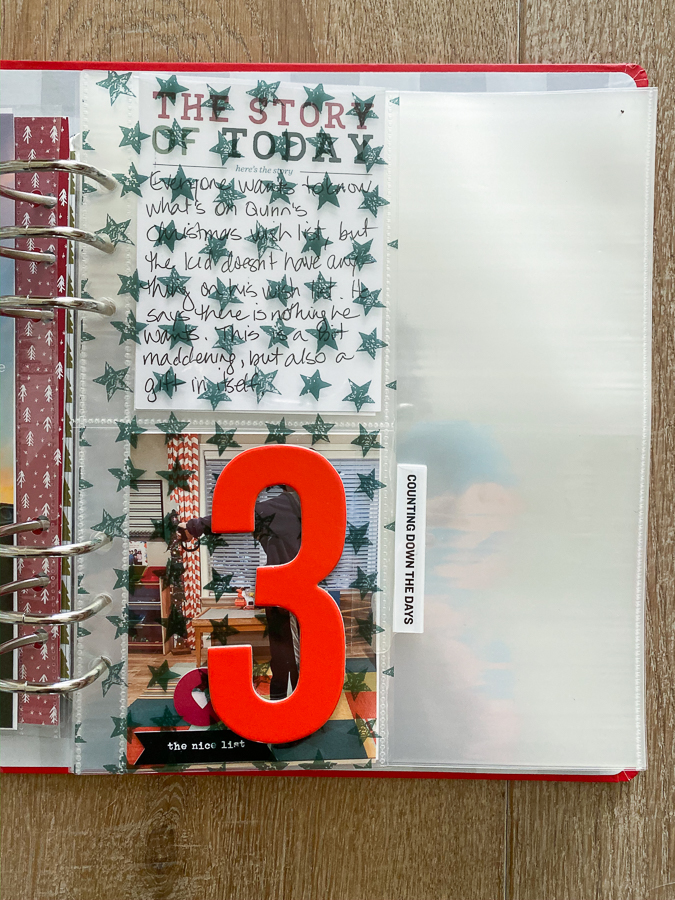 THE STORY
OF TODAY
here's the story
Everyone wants to know
what's on Quinn's
Christmas wish list, but
the kid doesn't have any
thing on his wish list. He
says there is nothing he
wants. This is a bit
maddening, but also a
gift in itself.
3
the nice list
COUNTING DOWN THE DAYS